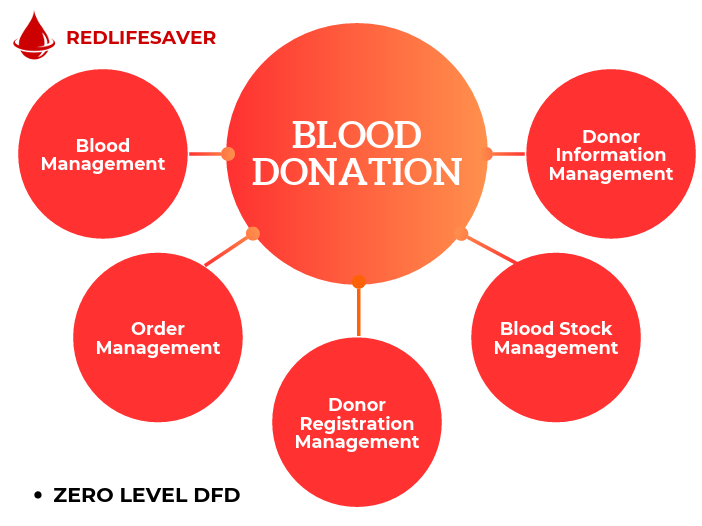 REDLIFESAVER
BLOOD
DONATION
Blood
Management
Donor
Information
Management
Order
Management
Blood Stock
Management
Donor
Registration
Management
• ZERO LEVEL DFD